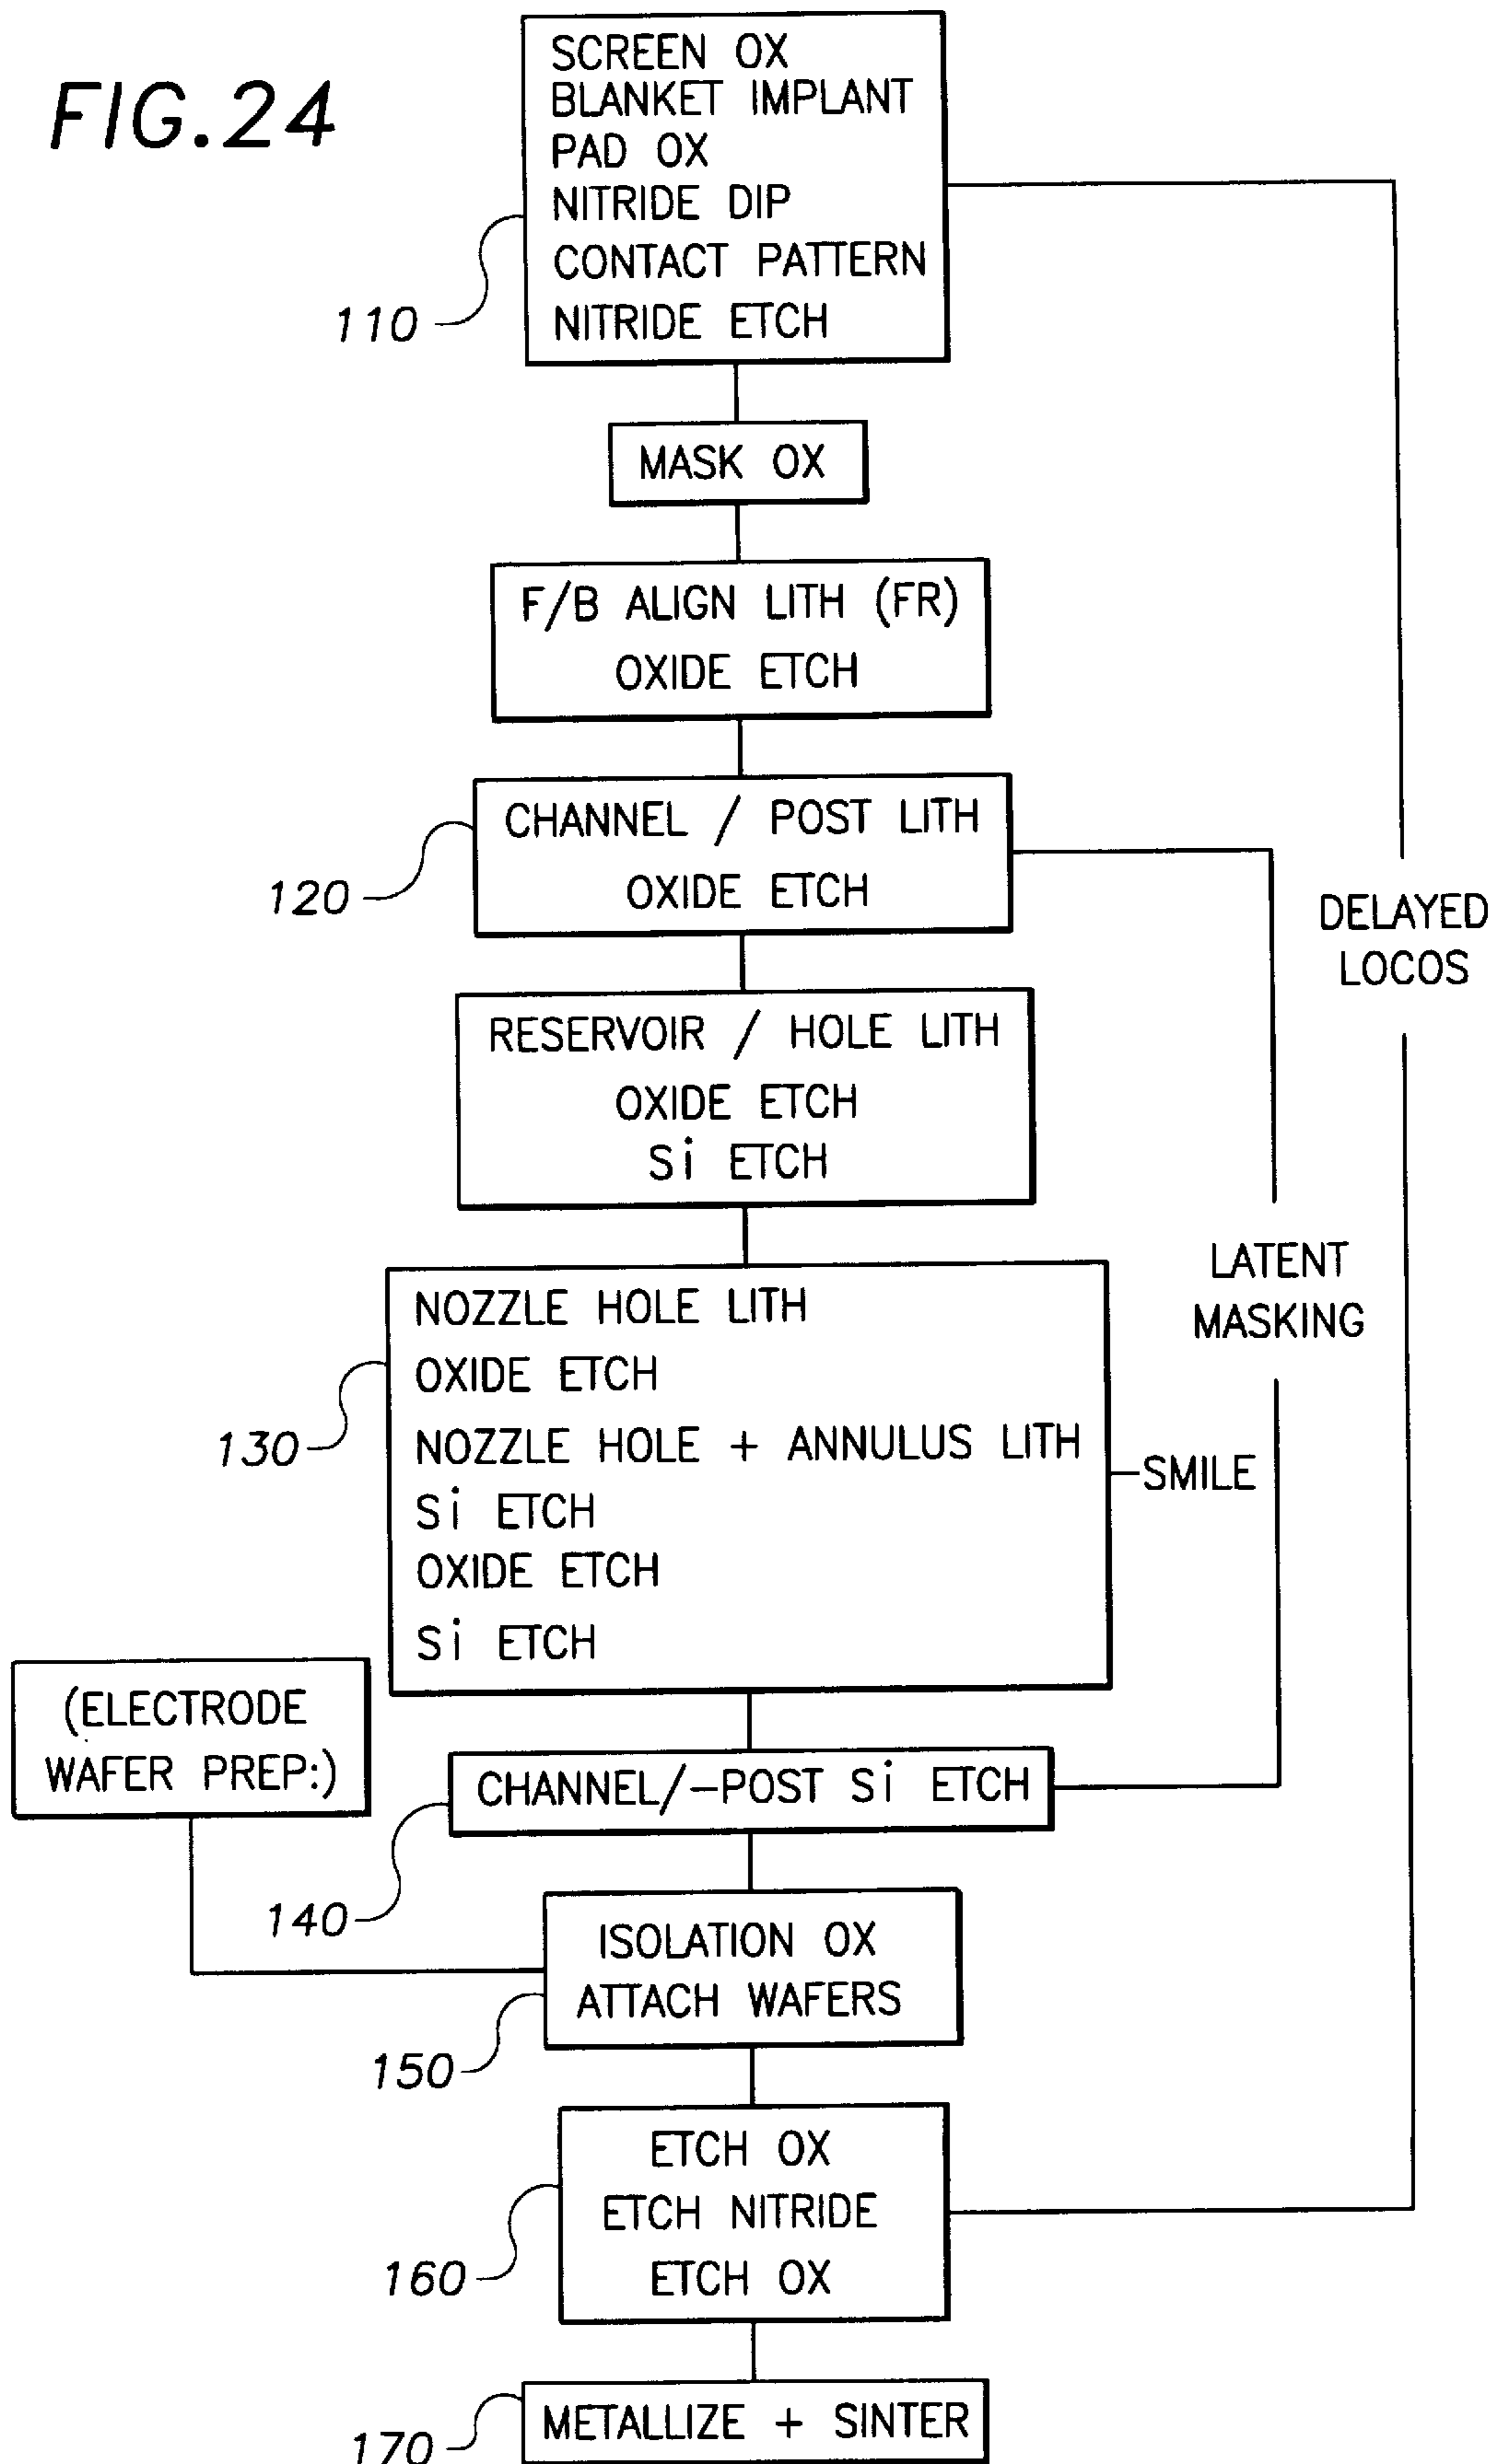 FIG.24
SCREEN OX
BLANKET IMPLANT
PAD OX
NITRIDE DIP
CONTACT PATTERN
NITRIDE ETCH
110
MASK OX
F/B ALIGN LITH (FR)
OXIDE ETCH
CHANNEL / POST LITH
OXIDE ETCH
120
DELAYED
LOCOS
RESERVOIR / HOLE LITH
OXIDE ETCH
Si ETCH
LATENT
MASKING
NOZZLE HOLE LITH
OXIDE ETCH
NOZZLE HOLE + ANNULUS LITH
Si ETCH
OXIDE ETCH
Si ETCH
130
SMILE
(ELECTRODE
WAFER PREP:)
CHANNEL/-POST Si ETCH
140
ISOLATION OX
ATTACH WAFERS
150
ETCH OX
ETCH NITRIDE
ETCH OX
160
METALLIZE + SINTER
170